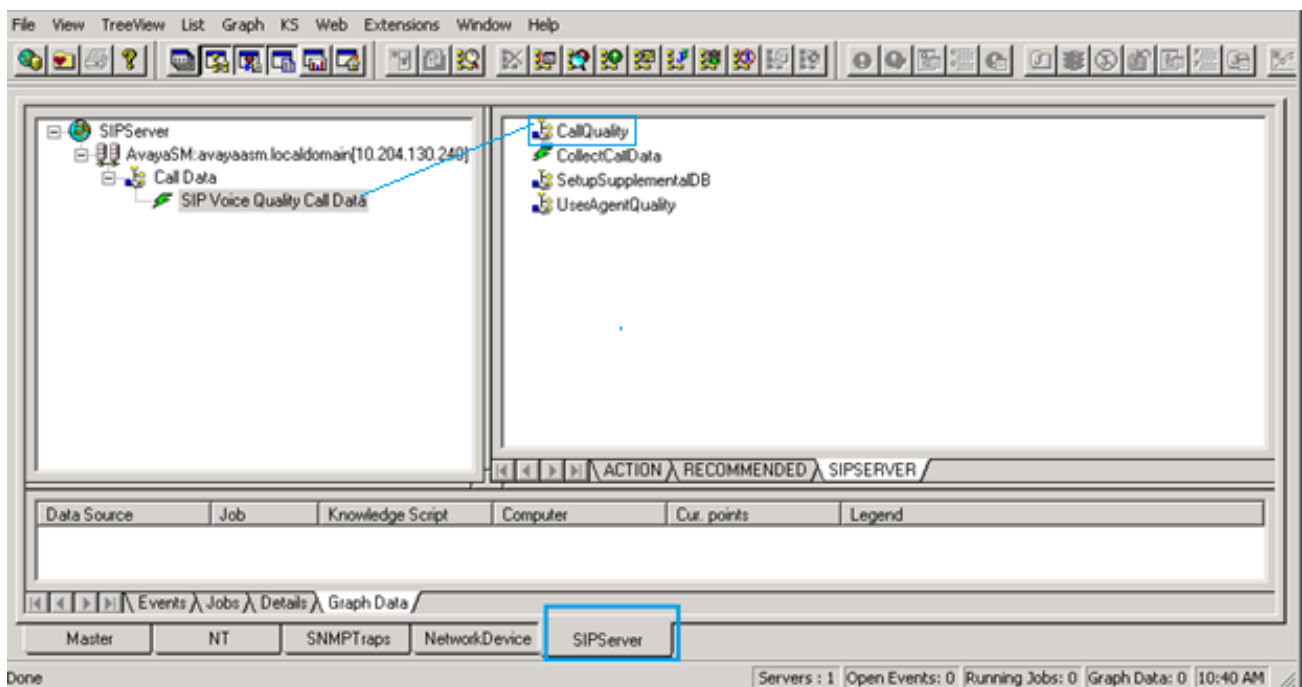 File View TreeView List Graph KS Web Extensions Window Help
SIPServer
AvayaSM:avayaasm.localdomain[10.204.130.240]
Call Data
SIP Voice Quality Call Data
CallQuality
CollectCallData
SetupSupplementalDB
UserAgentQuality
ACTION RECOMMENDED SIPSERVER
Data Source Job Knowledge Script Computer Cur. points Legend
Events Jobs Details Graph Data
Master NT SNMPTraps NetworkDevice SIPServer
Done Servers : 1 Open Events: 0 Running Jobs: 0 Graph Data: 0 10:40 AM